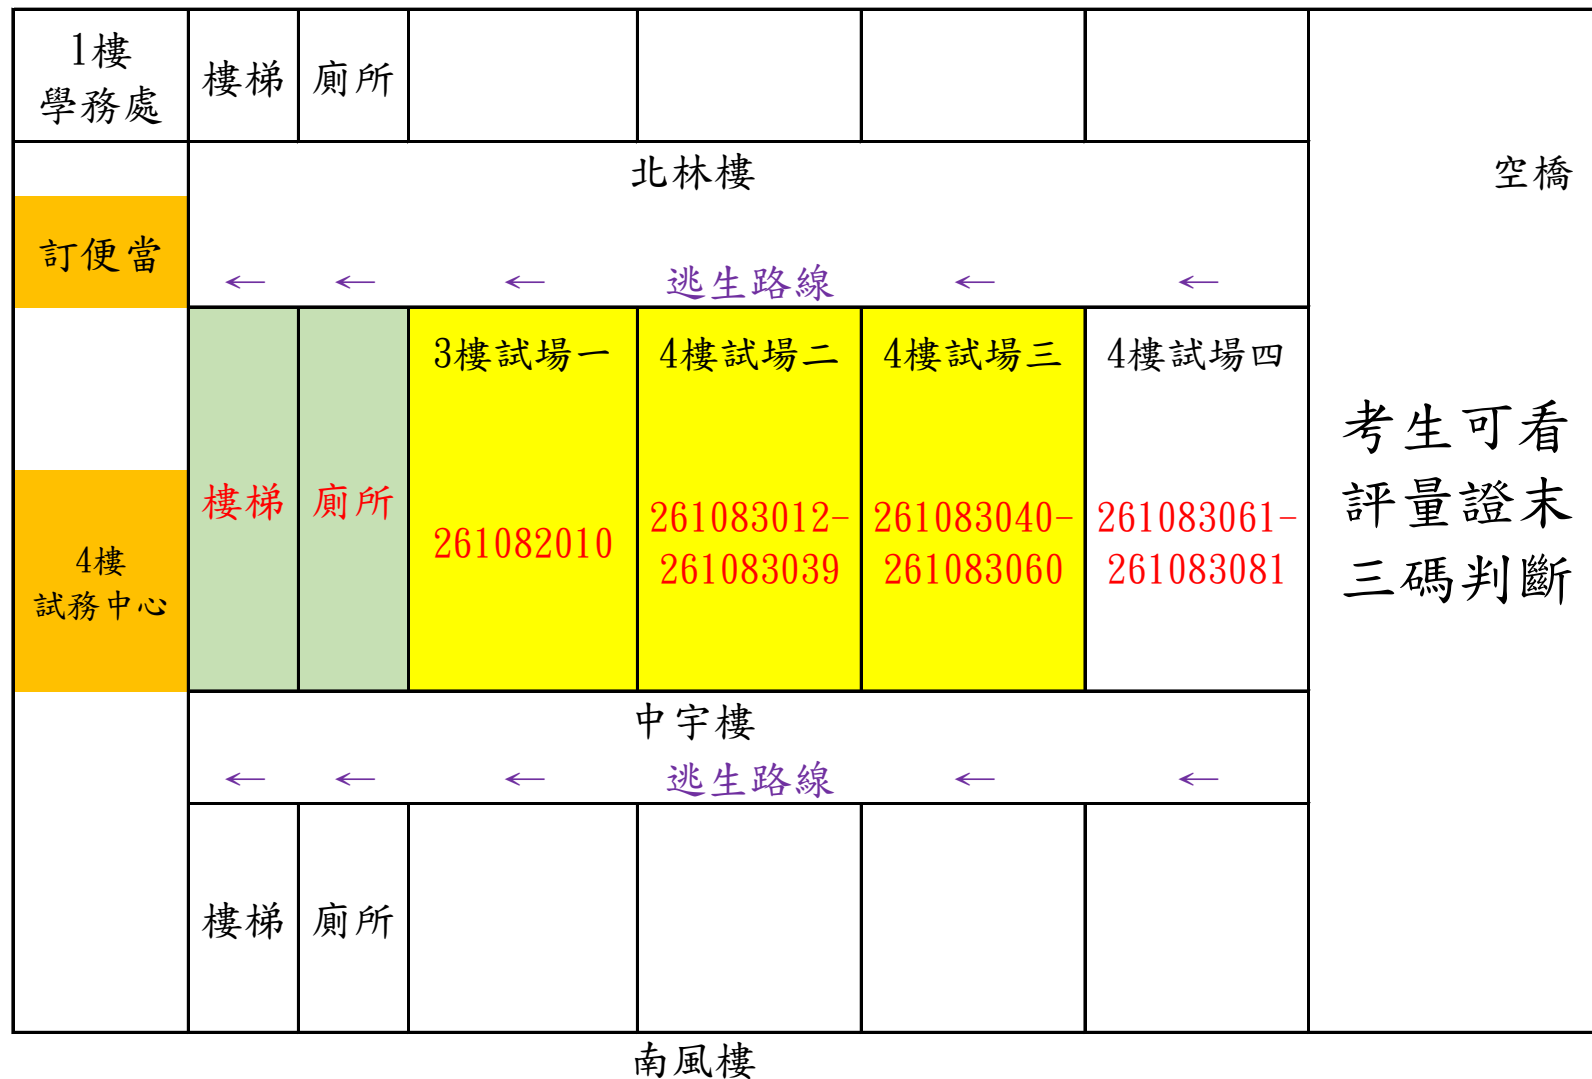 1樓
學務處
樓梯
廁所
北林樓
空橋
訂便當
← ← ← 逃生路線 ← ←
3樓試場一
4樓試場二
4樓試場三
4樓試場四
樓梯
廁所
261082010
261083012-
261083039
261083040-
261083060
261083061-
261083081
考生可看
評量證末
三碼判斷
4樓
試務中心
中宇樓
← ← ← 逃生路線 ← ←
樓梯
廁所
南風樓